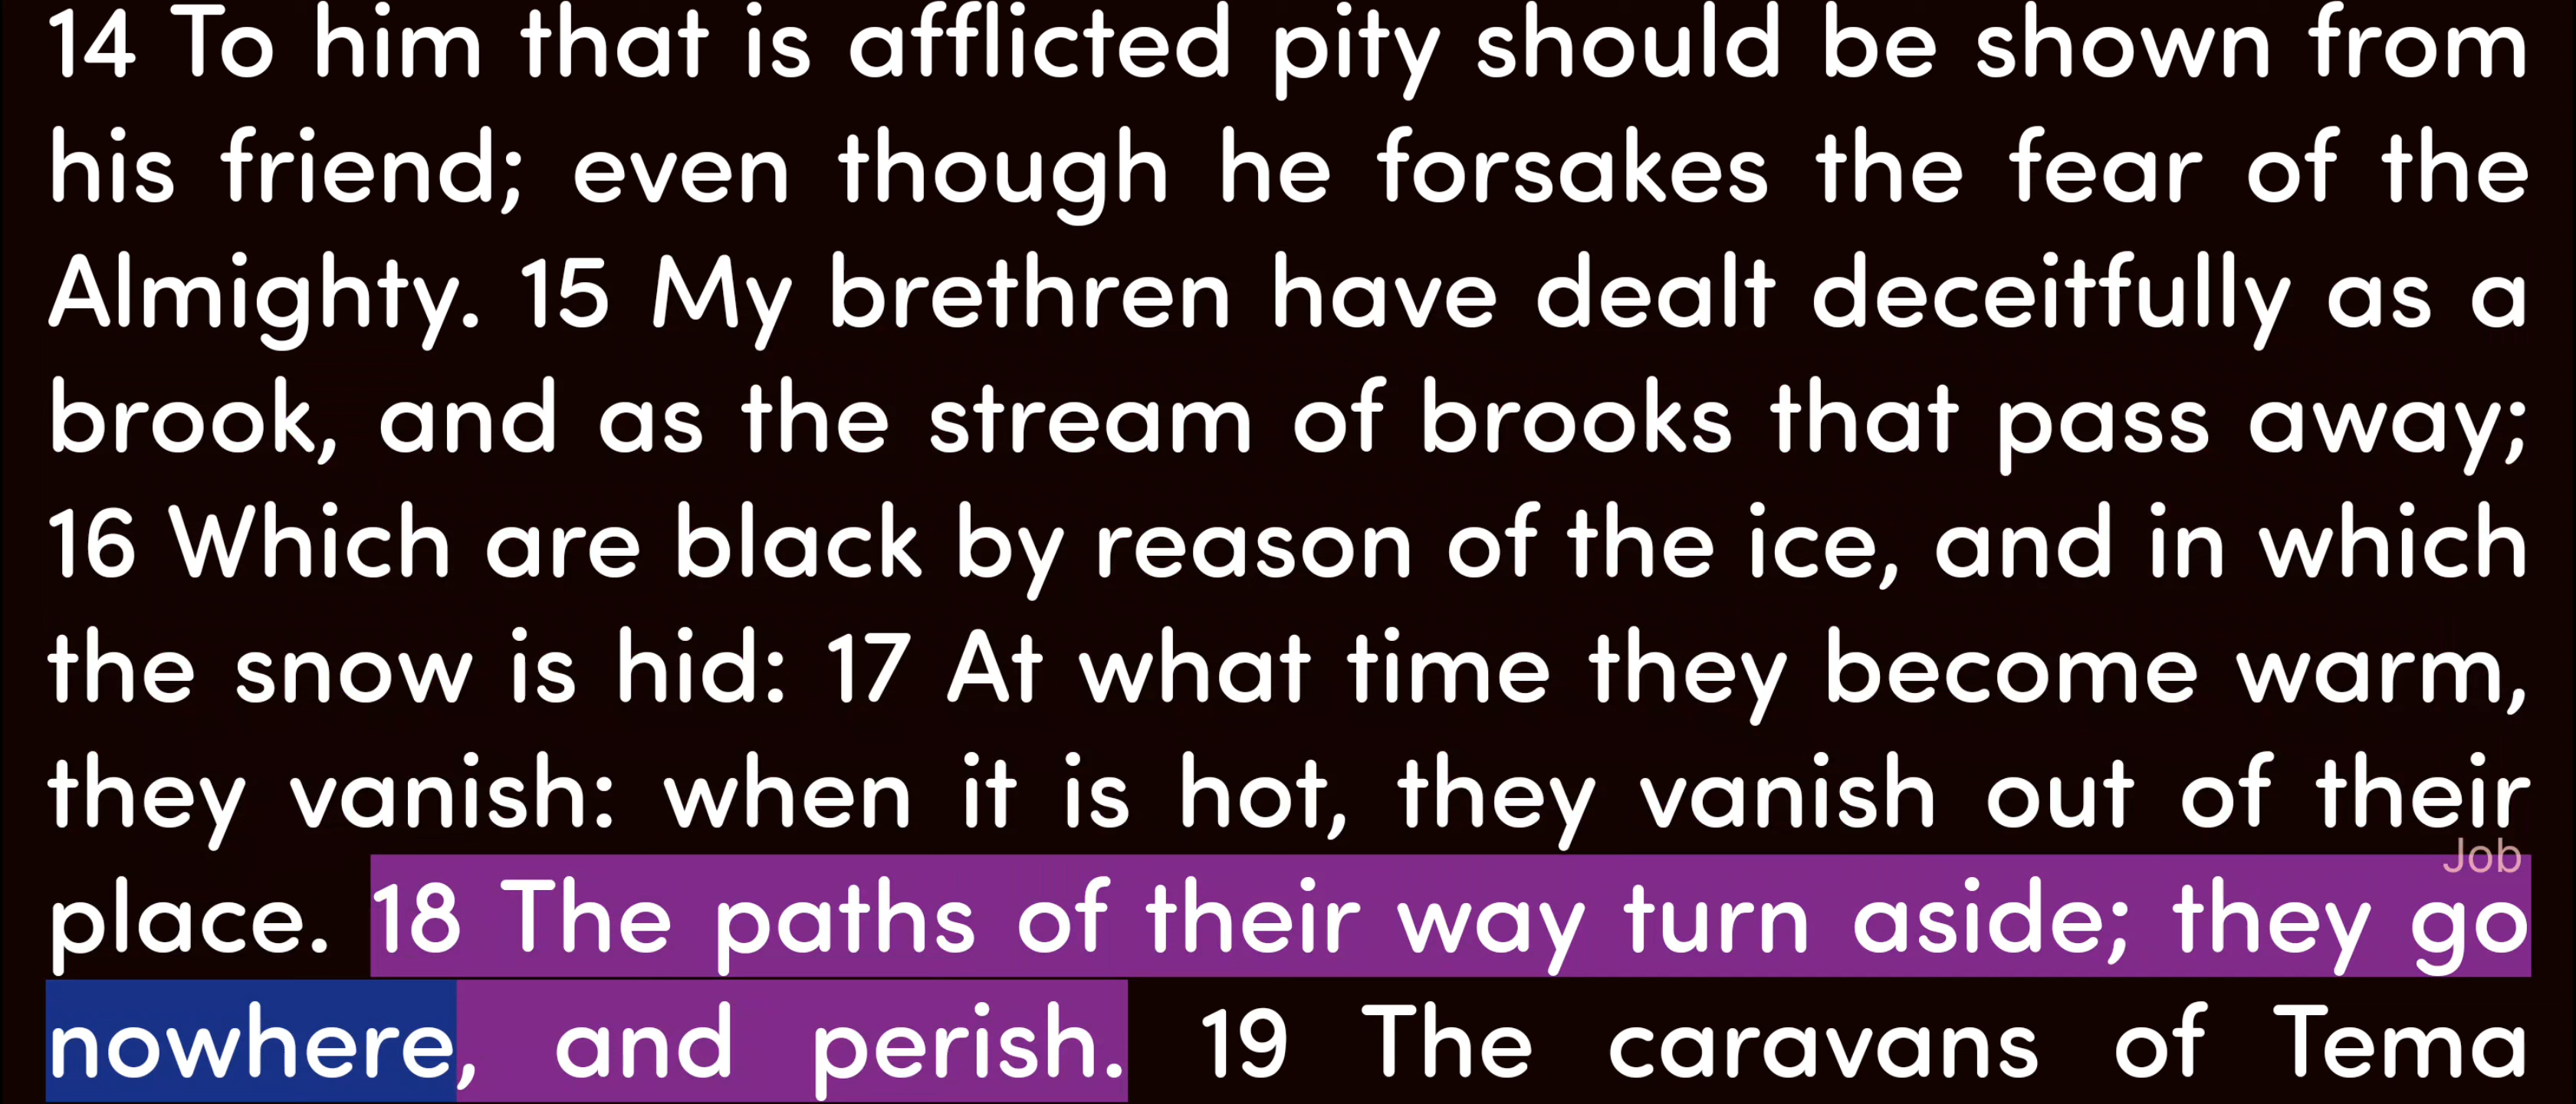 14 To him that is afflicted pity should be shown from
his friend; even though he forsakes the fear of the
Almighty. 15 My brethren have dealt deceitfully as a
brook, and as the stream of brooks that pass away;
16 Which are black by reason of the ice, and in which
the snow is hid: 17 At what time they become warm,
they vanish: when it is hot, they vanish out of their
Job
place. 18 The paths of their way turn aside; they go
nowhere, and perish. 19 The caravans of Tema